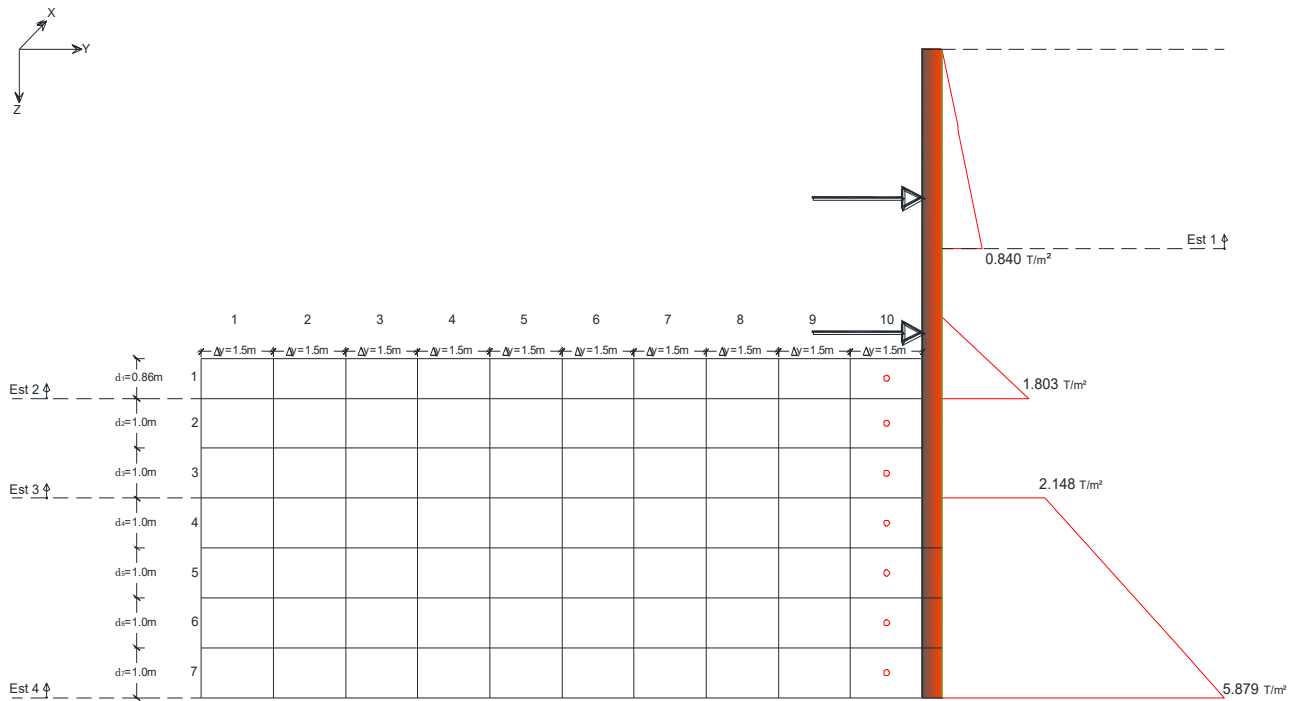 X
Y
Z
Est 1
0.840 T/m²
1 2 3 4 5 6 7 8 9 10
Δy=1.5m Δy=1.5m Δy=1.5m Δy=1.5m Δy=1.5m Δy=1.5m Δy=1.5m Δy=1.5m Δy=1.5m Δy=1.5m
d₁=0.86m 1
Est 2
1.803 T/m²
d₂=1.0m 2
d₃=1.0m 3
Est 3
2.148 T/m²
d₄=1.0m 4
d₅=1.0m 5
d₆=1.0m 6
d₇=1.0m 7
Est 4
5.879 T/m²